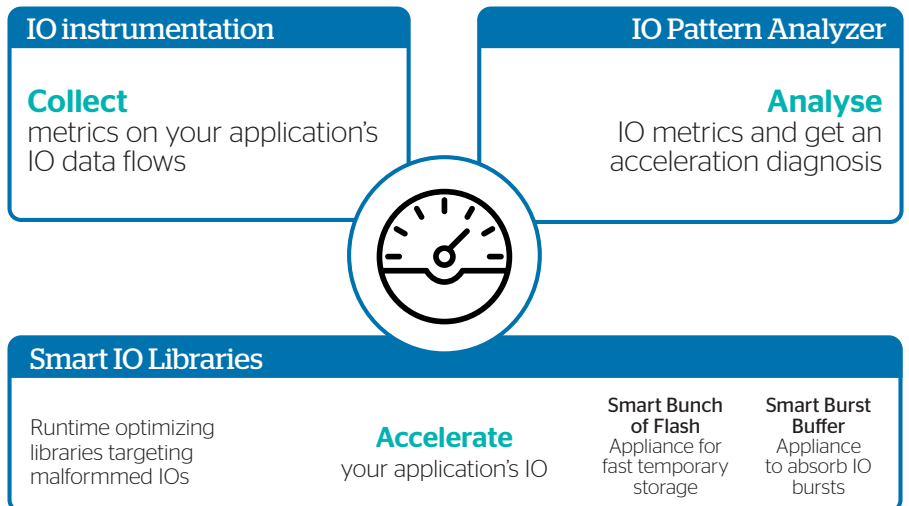 IO instrumentation
Collect
metrics on your application's
IO data flows
IO Pattern Analyzer
Analyse
IO metrics and get an
acceleration diagnosis
Smart IO Libraries
Runtime optimizing
libraries targeting
malformmed IOs
Accelerate
your application's IO
Smart Bunch
of Flash
Appliance for
fast temporary
storage
Smart Burst
Buffer
Appliance
to absorb IO
bursts